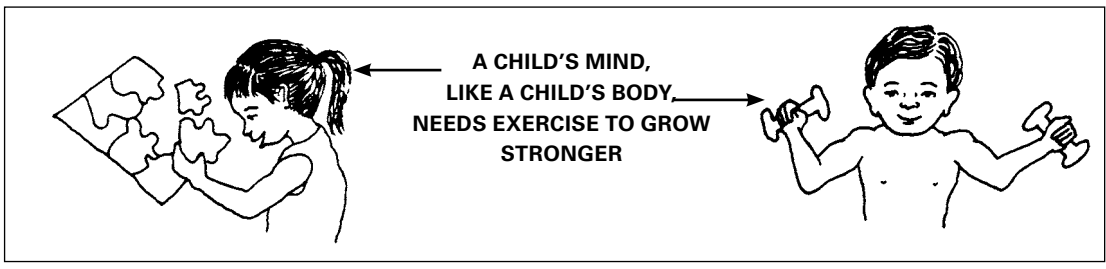 A CHILD'S MIND,
LIKE A CHILD'S BODY,
NEEDS EXERCISE TO GROW
STRONGER